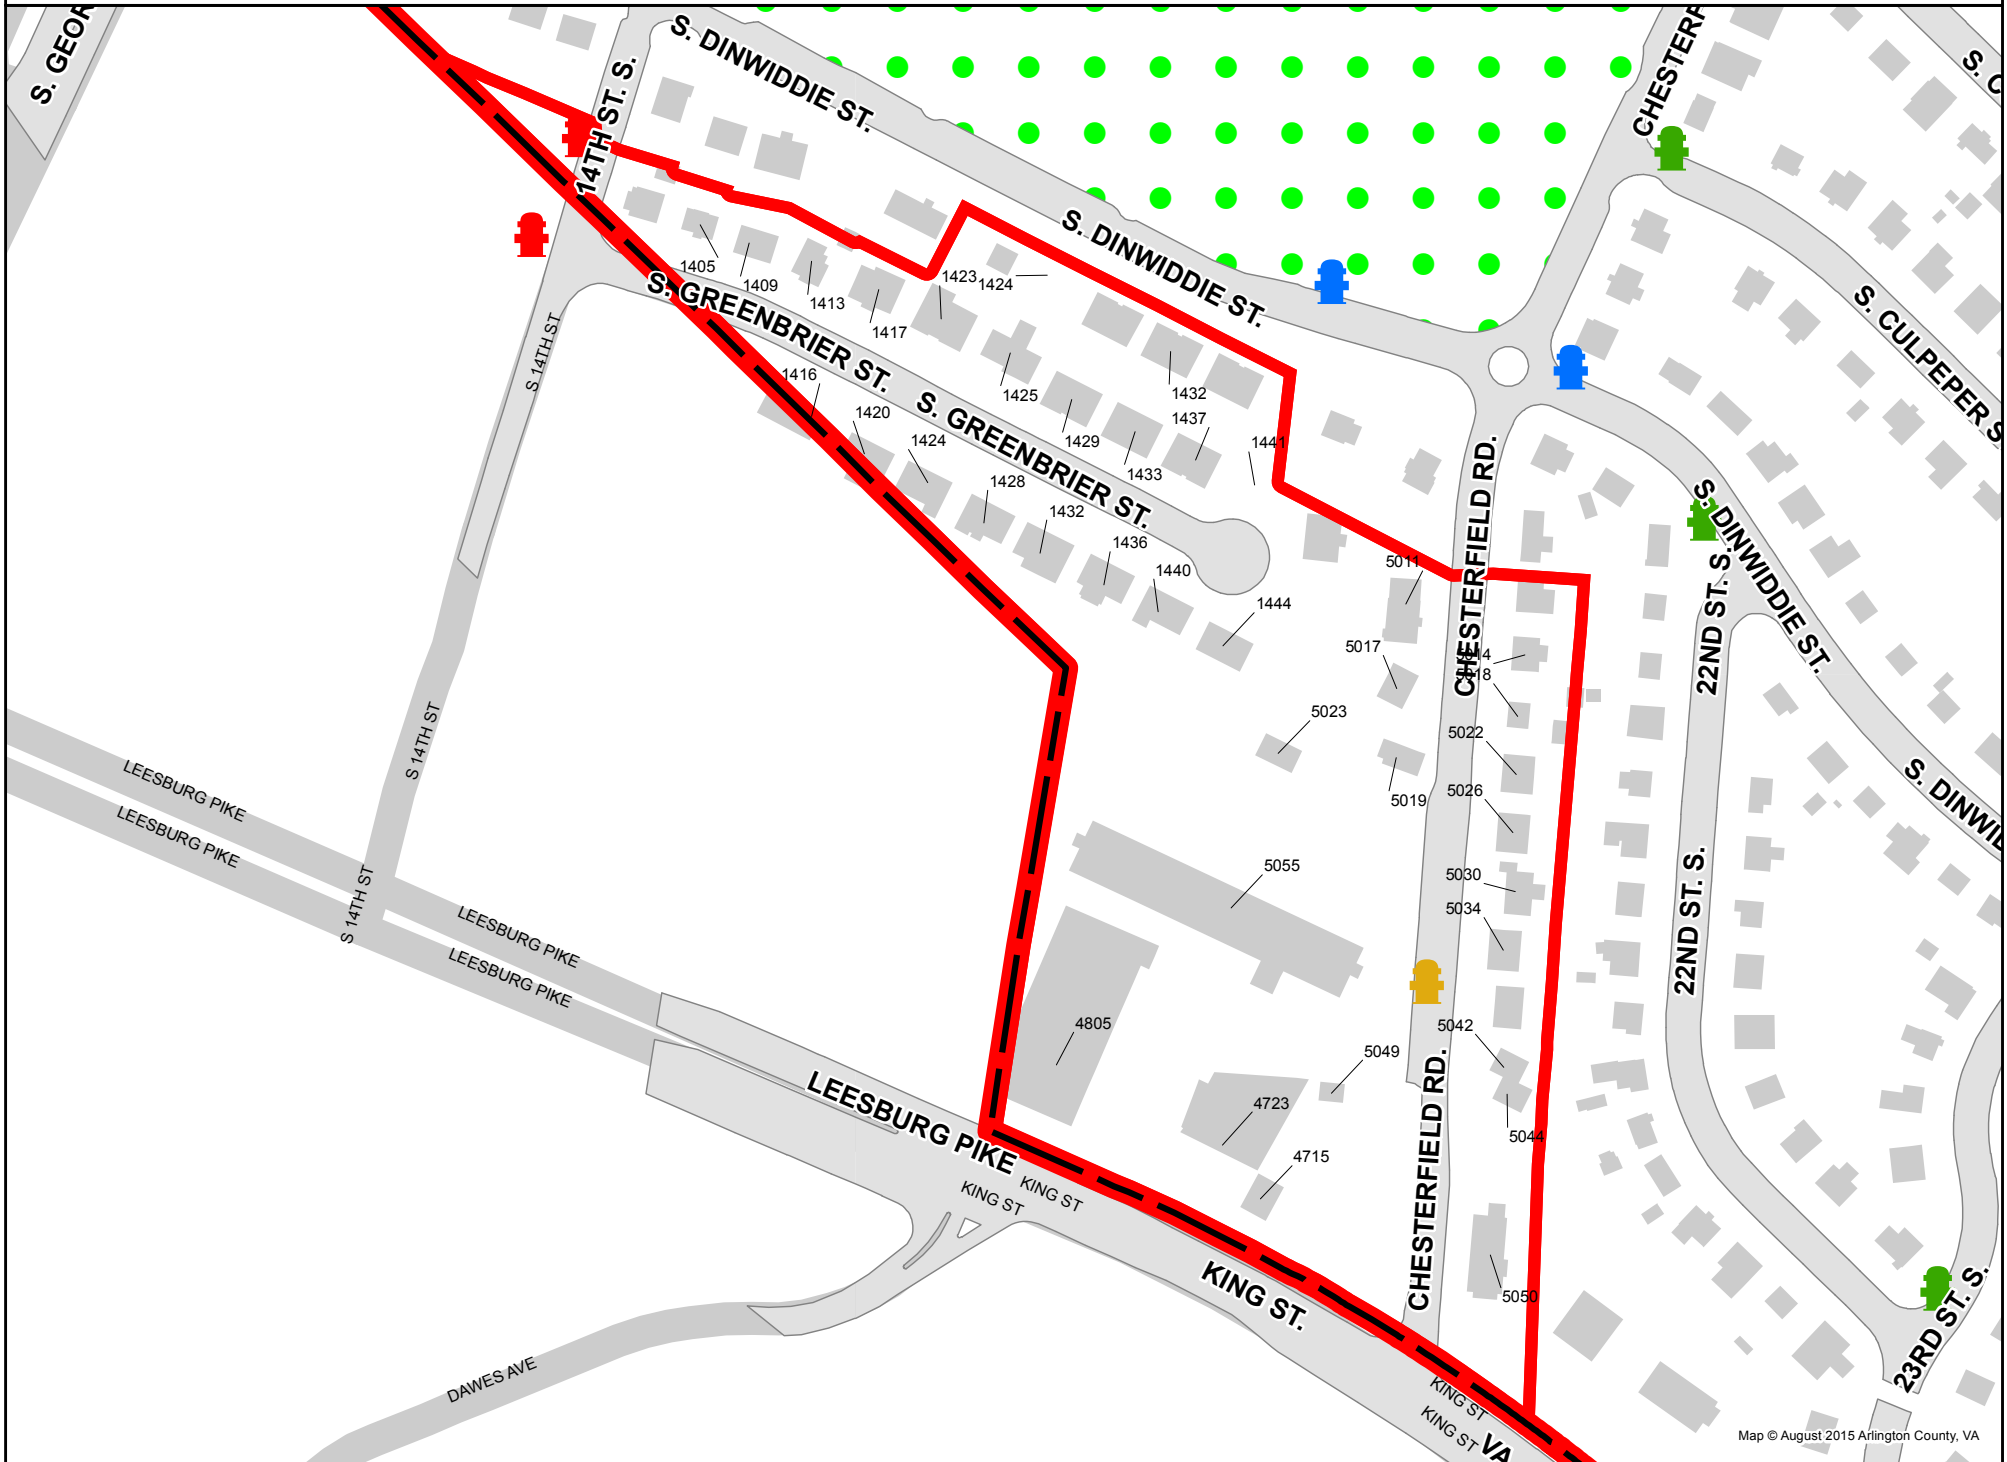 S. GEOR
14TH ST. S.
S. DINWIDDIE ST.
CHESTERF
S. C
S. DINWIDDIE ST.
S. CULPEPER S
1405
1409
1413
1417
1423
1424
S. GREENBRIER ST.
S 14TH ST
1416
1420
1424
1425
1428
1429
1432
1433
1437
1432
1441
S. GREENBRIER ST.
1436
1440
1444
CHESTERFIELD RD.
5011
5017
5014
5018
5022
5023
5019
5026
5030
5034
22ND ST. S.
S. DINWIDDIE ST.
S. DINWID
S 14TH ST
LEESBURG PIKE
LEESBURG PIKE
S 14TH ST
LEESBURG PIKE
LEESBURG PIKE
5055
4805
5042
5049
5044
4723
4715
22ND ST. S.
LEESBURG PIKE
KING ST
KING ST
CHESTERFIELD RD.
KING ST.
5050
23RD ST. S.
DAWES AVE
KING ST
KING ST
VA
Map © August 2015 Arlington County, VA